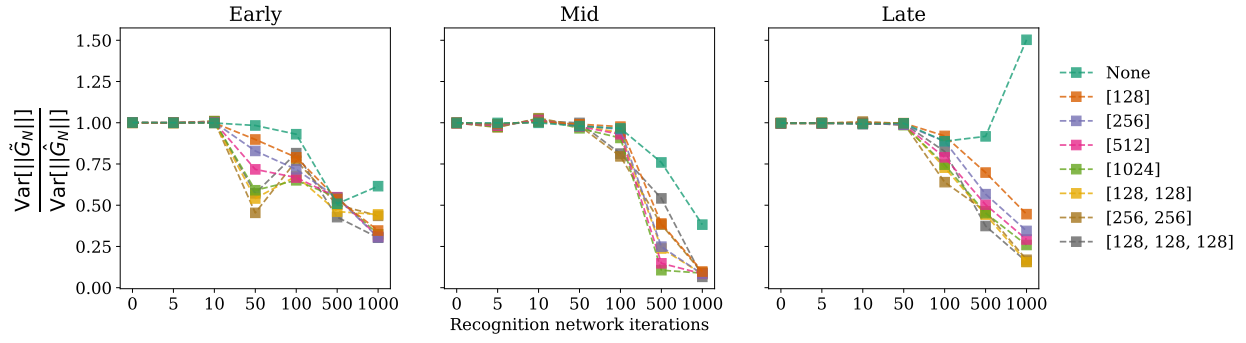 Early
Mid
Late
Var[||G̃_N||]
Var[||Ĝ_N||]
1.50
1.25
1.00
0.75
0.50
0.25
0.00
0 5 10 50 100 500 1000
0 5 10 50 100 500 1000
0 5 10 50 100 500 1000
Recognition network iterations
None
[128]
[256]
[512]
[1024]
[128, 128]
[256, 256]
[128, 128, 128]